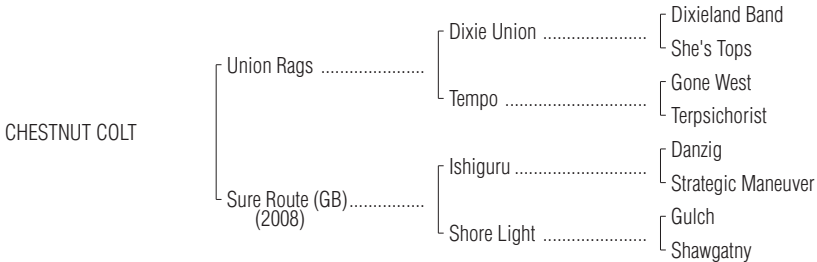 Dixieland Band
Dixie Union ......................
She's Tops
Union Rags ......................
Gone West
Tempo ..............................
Terpsichorist
CHESTNUT COLT
Danzig
Ishiguru ............................
Strategic Maneuver
Sure Route (GB)................
(2008)
Gulch
Shore Light ......................
Shawgatny